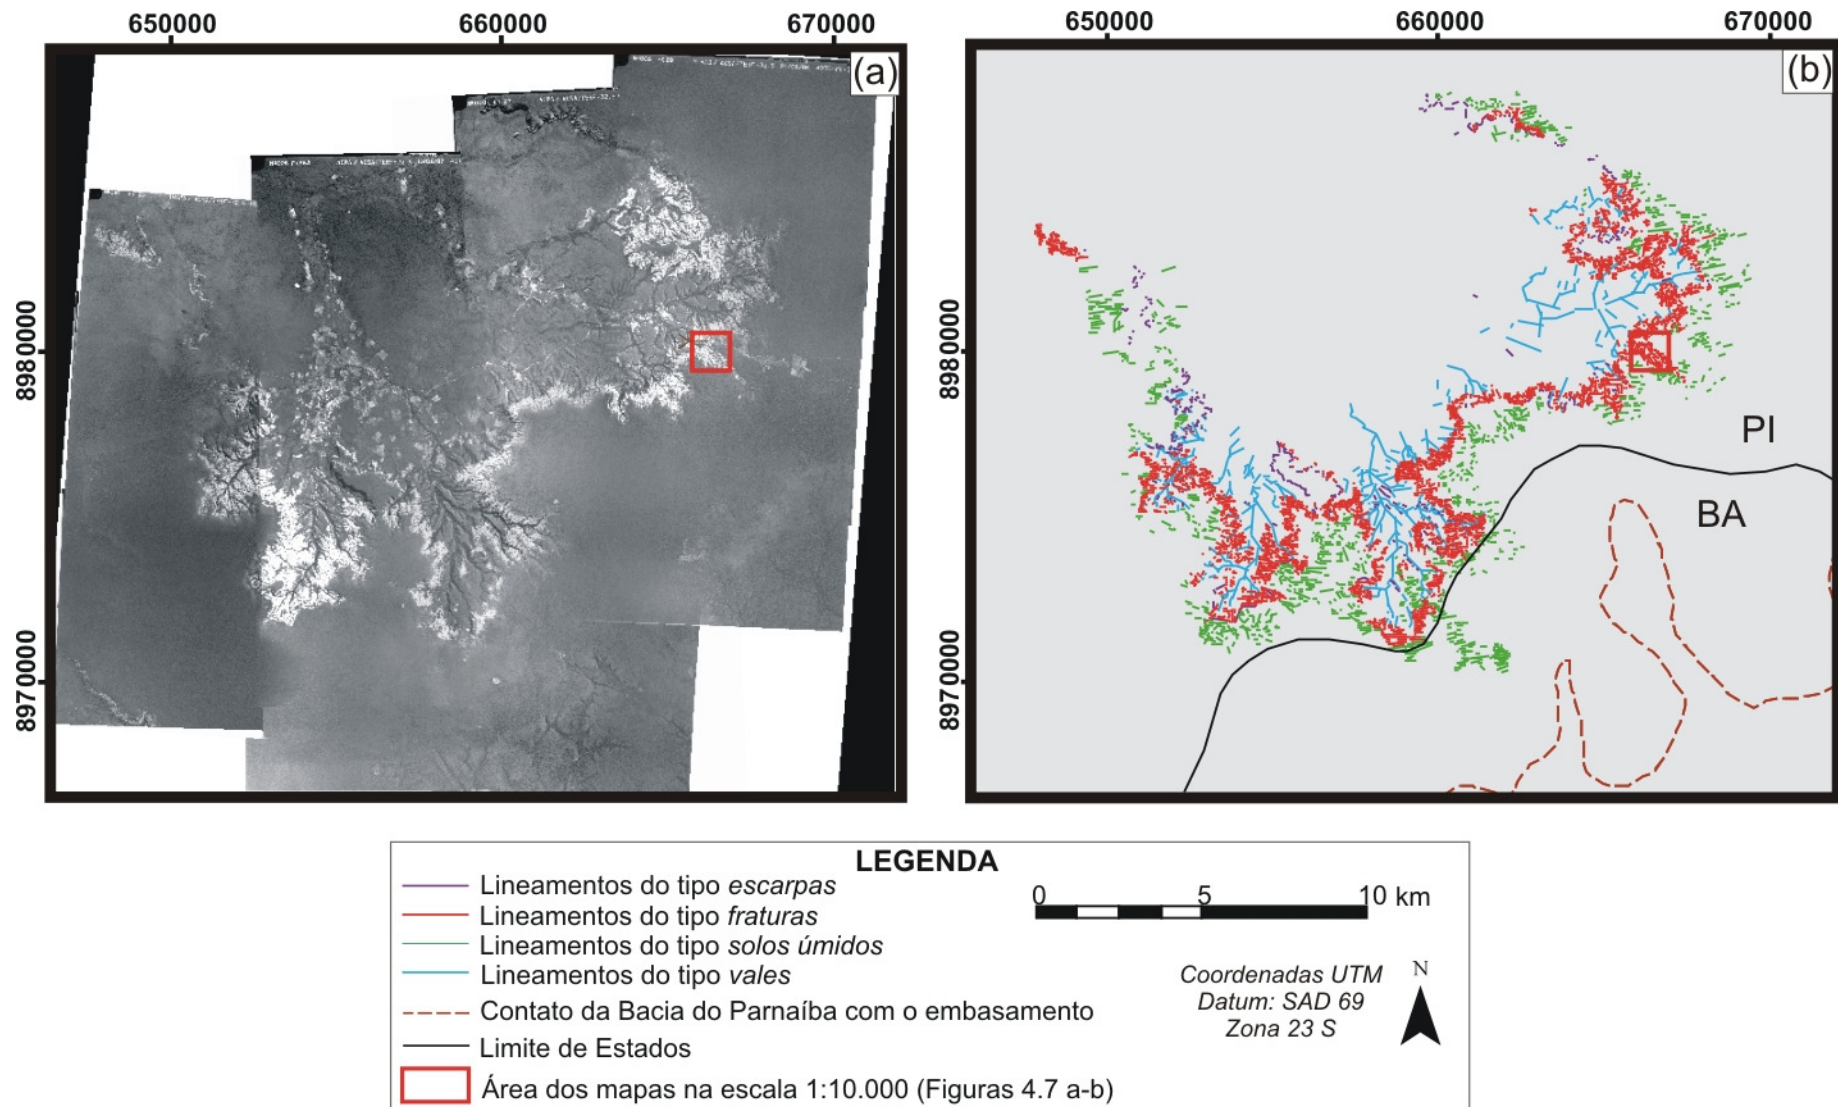 650000 660000 670000
(a)
8980000
8970000
650000 660000 670000
(b)
8980000
8970000
PI
BA
LEGENDA
Lineamentos do tipo escarpas
Lineamentos do tipo fraturas
Lineamentos do tipo solos úmidos
Lineamentos do tipo vales
Contato da Bacia do Parnaíba com o embasamento
Limite de Estados
Área dos mapas na escala 1:10.000 (Figuras 4.7 a-b)
0 5 10 km
Coordenadas UTM
Datum: SAD 69
Zona 23 S
N